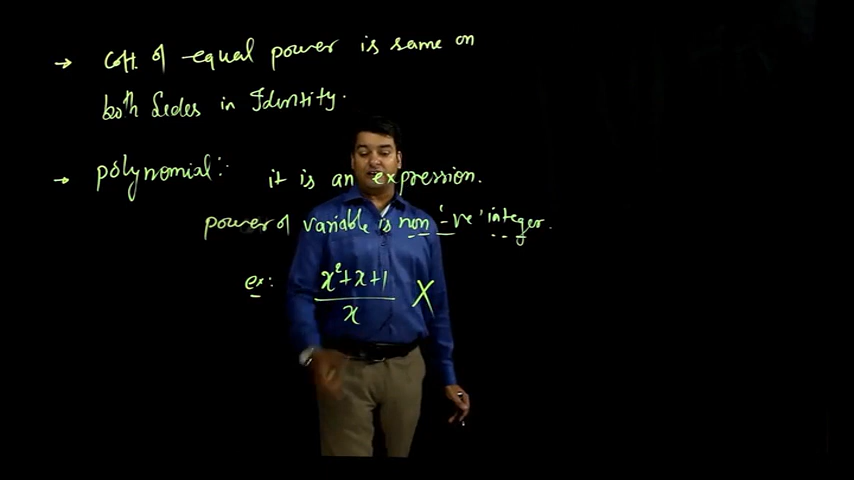 → Coff. of equal power is same on
both Sides in Identity.
→ polynomial:- it is an expression.
power of variable is non '-ve' integer.
ex: x²+x+1 X
x